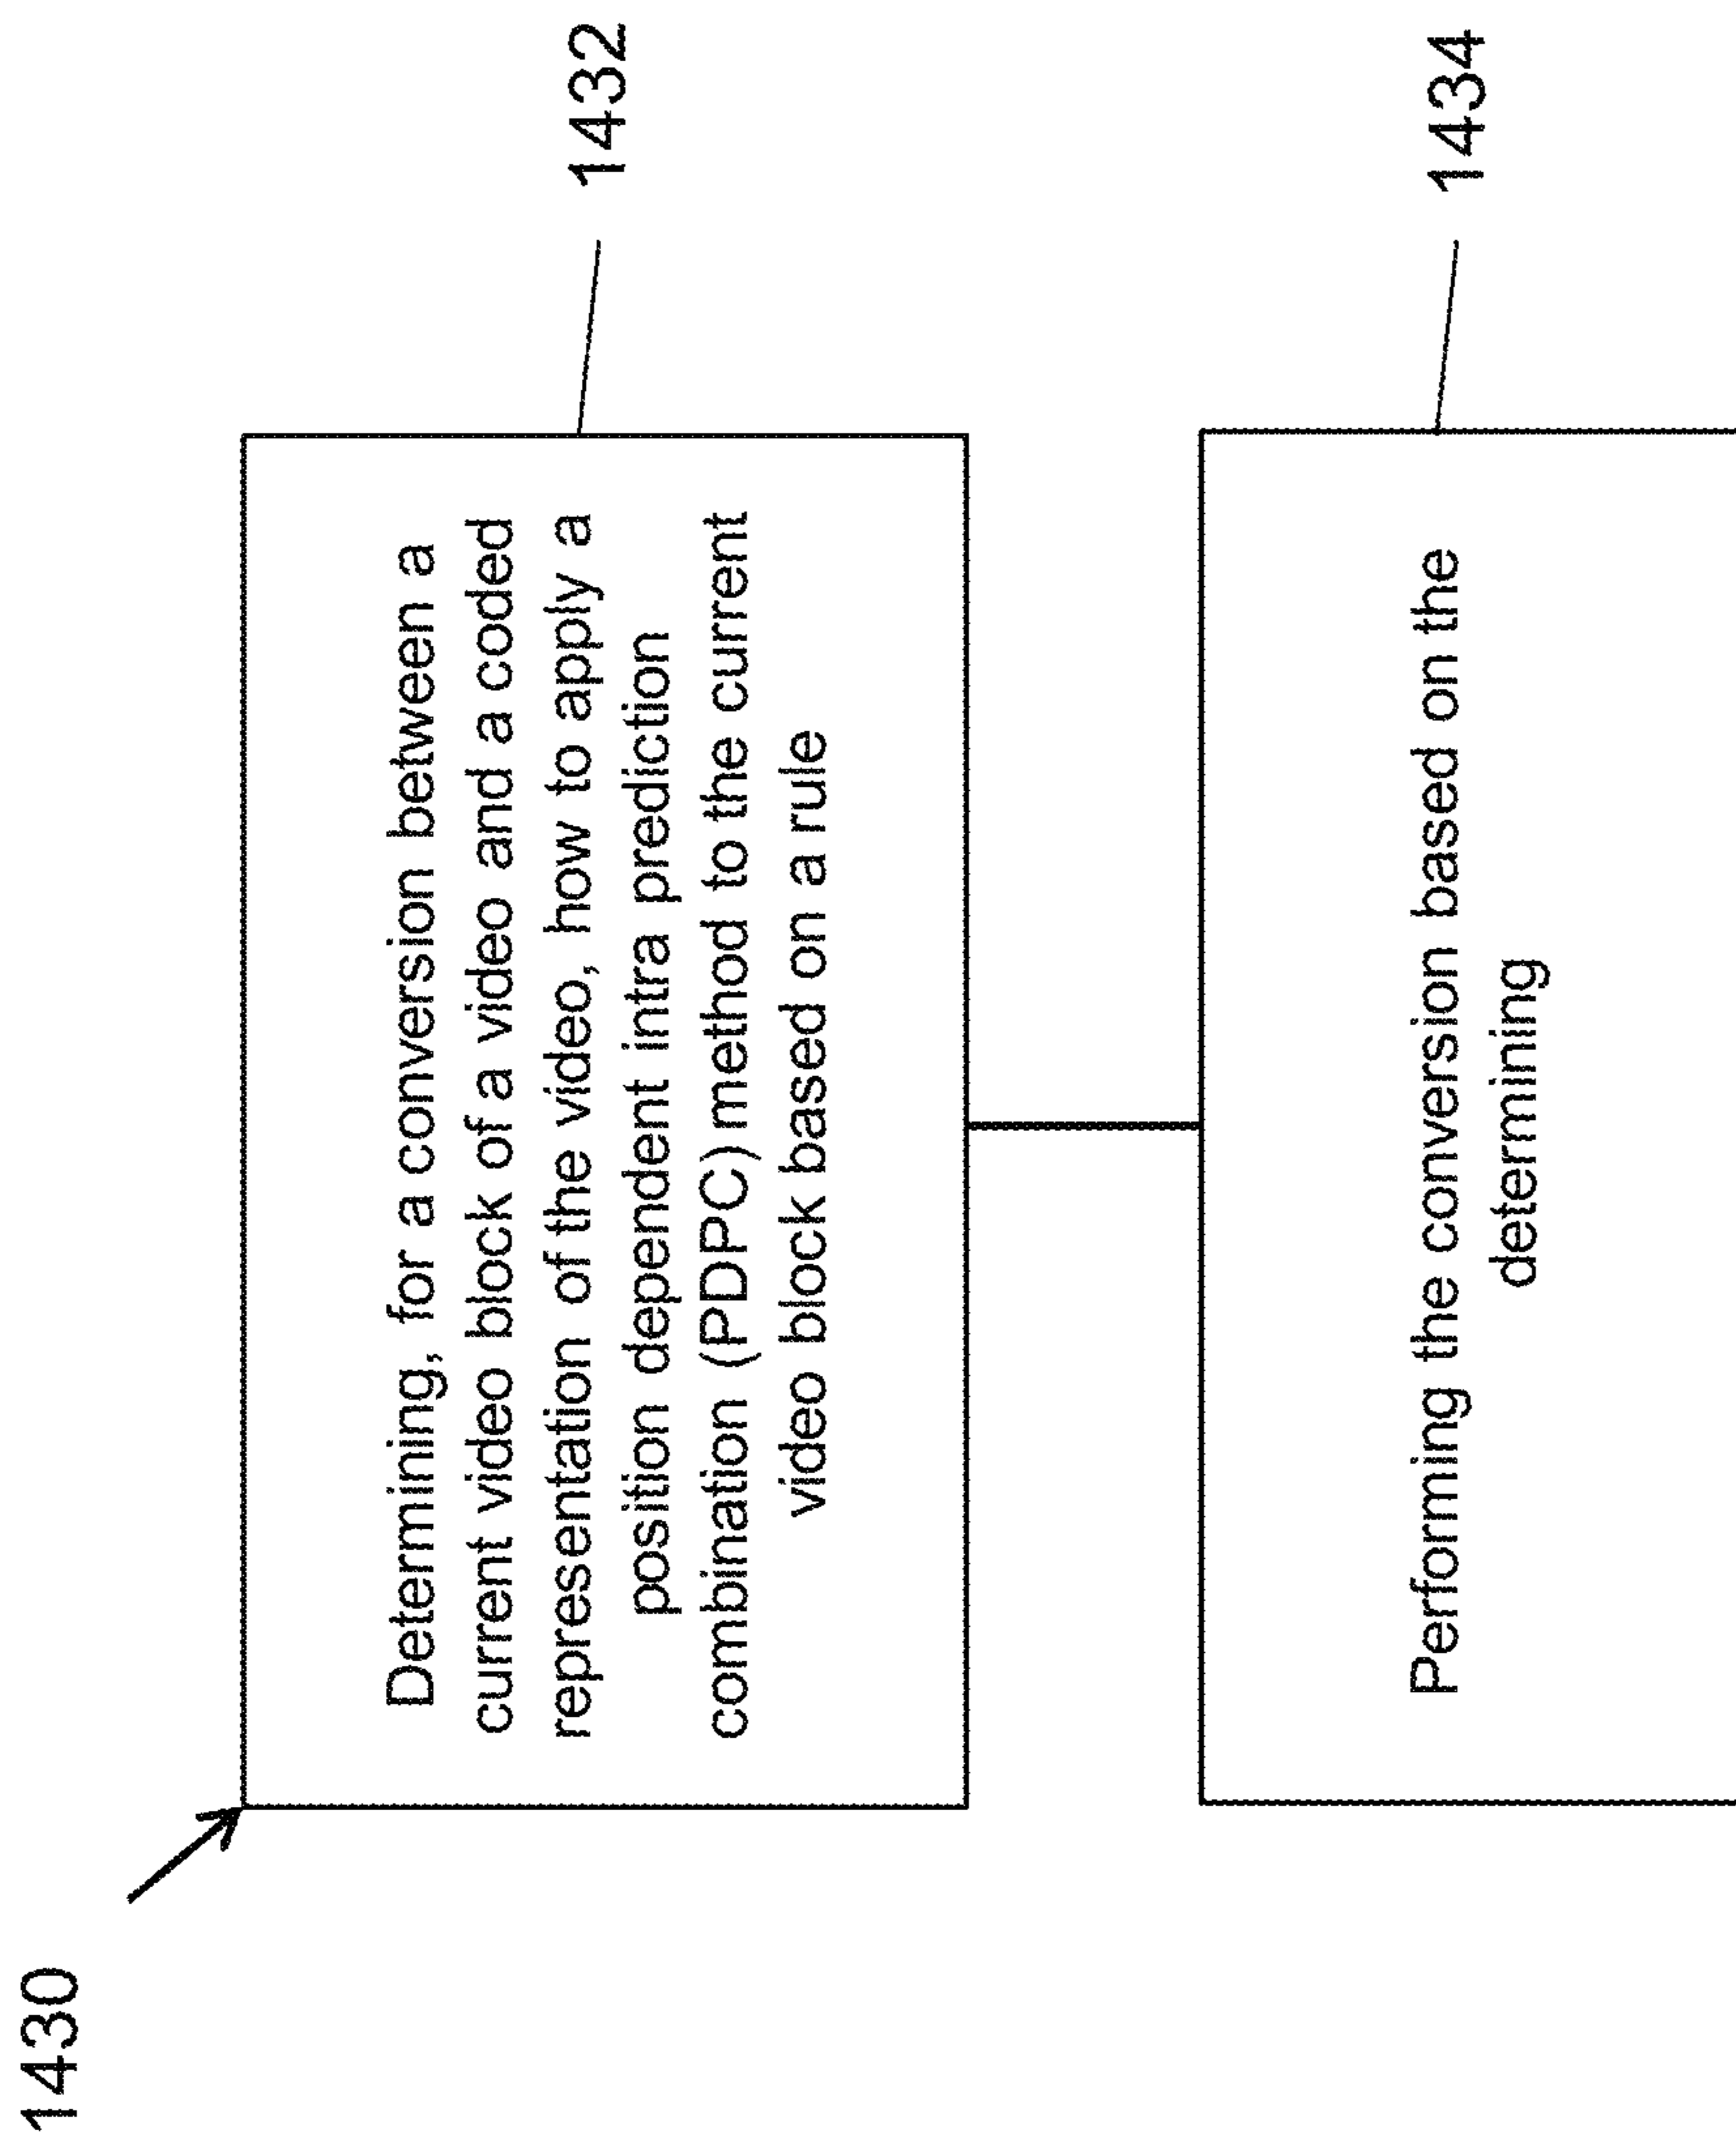 1430
Determining, for a conversion between a
current video block of a video and a coded
representation of the video, how to apply a
position dependent intra prediction
combination (PDPC) method to the current
video block based on a rule
1432
Performing the conversion based on the
determining
1434